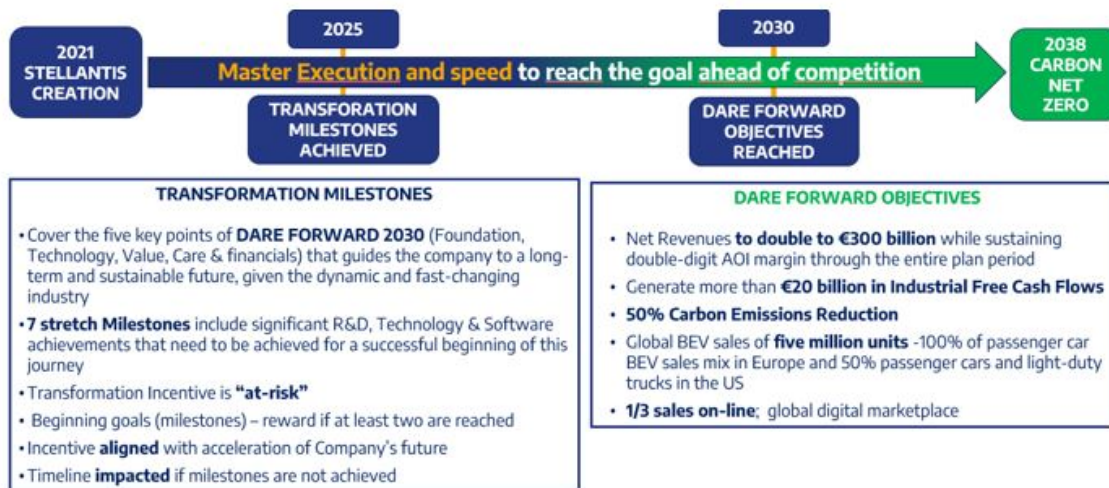 2021
STELLANTIS
CREATION
2025
2030
2038
CARBON
NET
ZERO
Master Execution and speed to reach the goal ahead of competition
TRANSFORATION
MILESTONES
ACHIEVED
DARE FORWARD
OBJECTIVES
REACHED
TRANSFORMATION MILESTONES
• Cover the five key points of DARE FORWARD 2030 (Foundation,
Technology, Value, Care & financials) that guides the company to a long-
term and sustainable future, given the dynamic and fast-changing
industry
• 7 stretch Milestones include significant R&D, Technology & Software
achievements that need to be achieved for a successful beginning of this
journey
• Transformation Incentive is “at-risk”
• Beginning goals (milestones) – reward if at least two are reached
• Incentive aligned with acceleration of Company’s future
• Timeline impacted if milestones are not achieved
DARE FORWARD OBJECTIVES
• Net Revenues to double to €300 billion while sustaining
double-digit AOI margin through the entire plan period
• Generate more than €20 billion in Industrial Free Cash Flows
• 50% Carbon Emissions Reduction
• Global BEV sales of five million units -100% of passenger car
BEV sales mix in Europe and 50% passenger cars and light-duty
trucks in the US
• 1/3 sales on-line; global digital marketplace